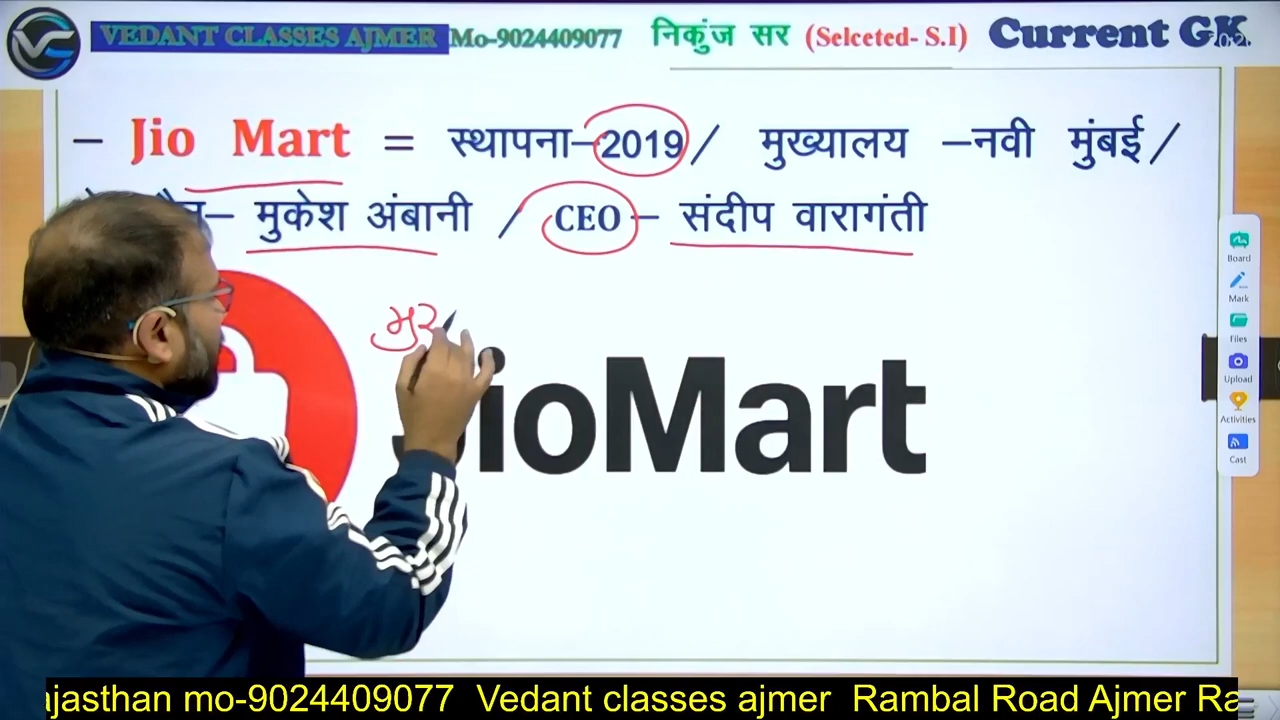 VEDANT CLASSES AJMER Mo-9024409077 निकुंज सर (Selceted- S.I) Current GK
– Jio Mart = स्थापना–2019/ मुख्यालय –नवी मुंबई/
– मुकेश अंबानी / CEO– संदीप वारागंती
JioMart
Board
Mark
Files
Upload
Activities
Cast
ajasthan mo-9024409077 Vedant classes ajmer Rambal Road Ajmer Ra